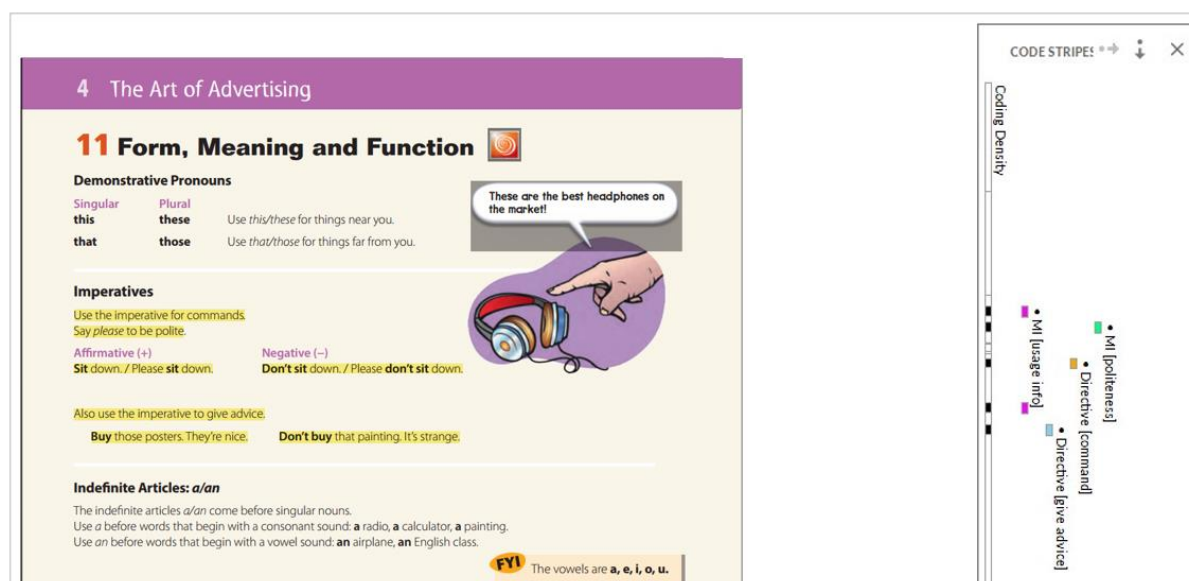 4 The Art of Advertising
11 Form, Meaning and Function
Demonstrative Pronouns
Singular Plural
this these Use this/these for things near you.
that those Use that/those for things far from you.
These are the best headphones on
the market!
Imperatives
Use the imperative for commands.
Say please to be polite.
Affirmative (+) Negative (–)
Sit down. / Please sit down. Don't sit down. / Please don't sit down.
Also use the imperative to give advice.
Buy those posters. They're nice. Don't buy that painting. It's strange.
Indefinite Articles: a/an
The indefinite articles a/an come before singular nouns.
Use a before words that begin with a consonant sound: a radio, a calculator, a painting.
Use an before words that begin with a vowel sound: an airplane, an English class.
FYI The vowels are a, e, i, o, u.
CODE STRIPES
Coding Density
• MI [usage info]
• Directive [give advice]
• Directive [command]
• MI [politeness]